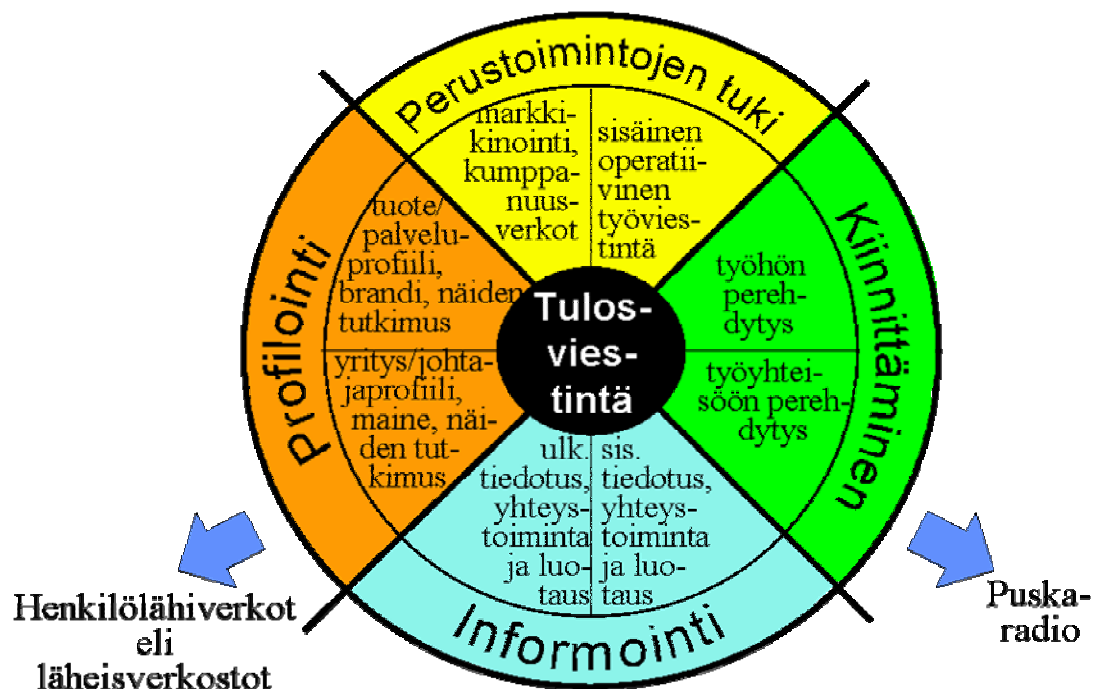 Perustoimintojen tuki
markki-
kinointi,
kumppa-
nuus-
verkot
sisäinen
operatii-
vinen
työvies-
tintä
Profilointi
tuote/
palvelu-
profiili,
brandi, näiden
tutkimus
yritys/johta-
japrofiili,
maine, näi-
den tut-
kimus
Tulos-
vies-
tintä
Kiinnittäminen
työhön
pereh-
dytys
työyhtei-
söön pereh-
dytys
ulk.
tiedotus,
yhteys-
toiminta
ja luo-
taus
sis.
tiedotus,
yhteys-
toiminta
ja luo-
taus
Informointi
Henkilölähiverkot
eli
läheisverkostot
Puska-
radio